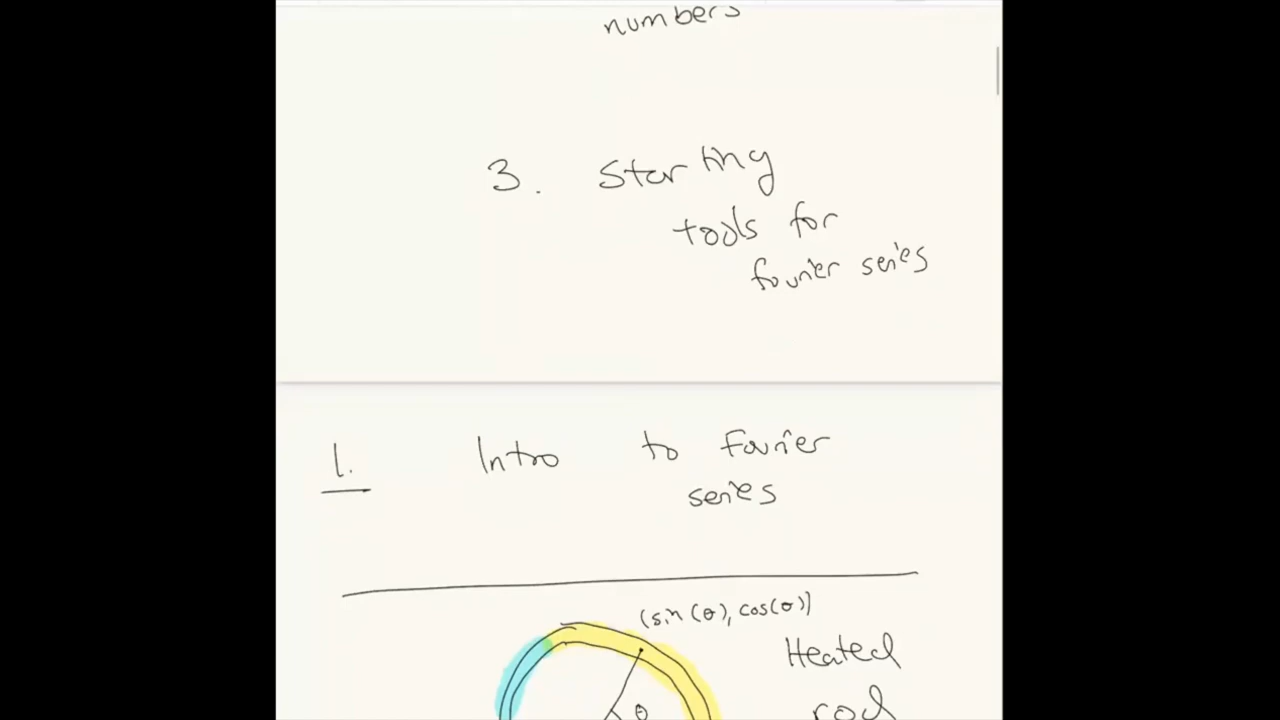 numbers
3. Starting
tools for
fourier series
1. Intro to Fourier
series
(sin(θ), cos(θ))
Heated
rod
θ